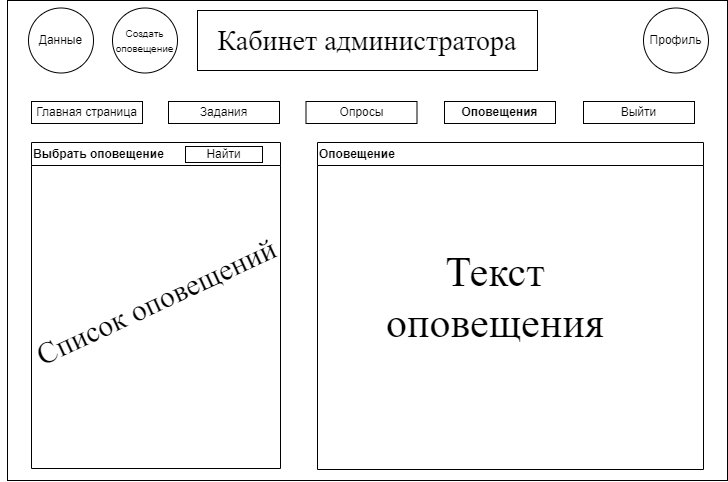 Данные
Создать
оповещение
Кабинет администратора
Профиль
Главная страница
Задания
Опросы
Оповещения
Выйти
Выбрать оповещение
Найти
Оповещение
Список оповещений
Текст
оповещения